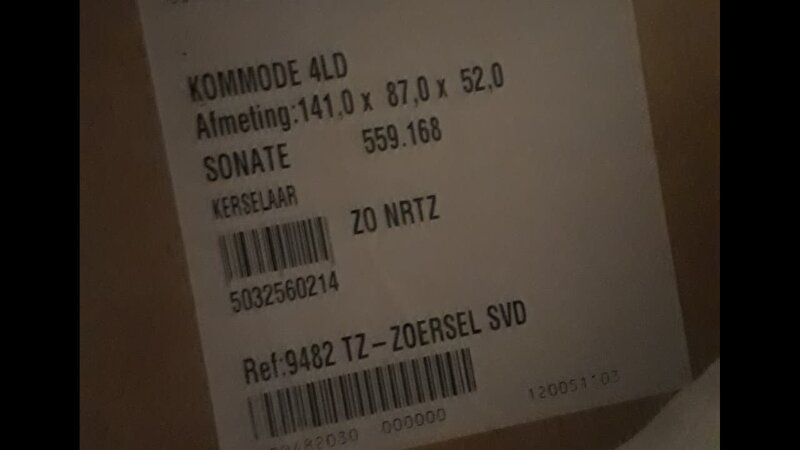 KOMMODE 4LD
Afmeting:141,0 x 87,0 x 52,0
SONATE 559.168
KERSELAAR
ZO NRTZ
5032560214
Ref:9482 TZ-ZOERSEL SVD
000000 120051103